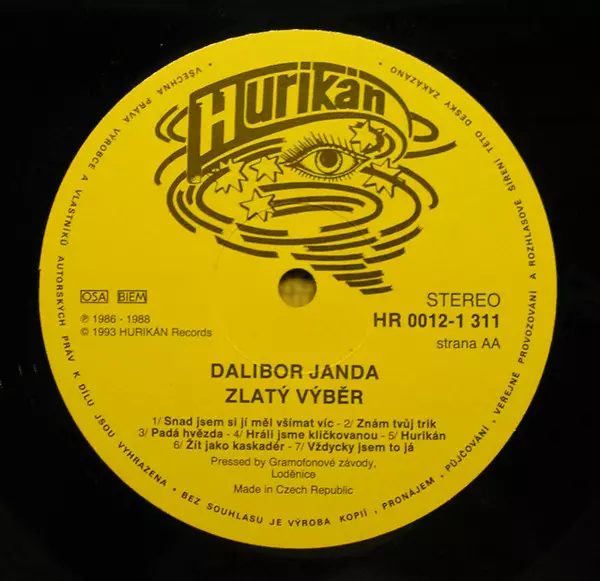 Hurikán
OSA BIEM
℗ 1986 - 1988
© 1993 HURIKÁN Records
STEREO
HR 0012-1 311
strana AA
DALIBOR JANDA
ZLATÝ VÝBĚR
1/ Snad jsem si jí měl všímat víc - 2/ Znám tvůj trik
3/ Padá hvězda - 4/ Hráli jsme kličkovanou - 5/ Hurikán
6/ Žít jako kaskadér - 7/ Vždycky jsem to já
Pressed by Gramofonové závody,
Loděnice
Made in Czech Republic
• VŠECHNA PRÁVA VÝROBCE A VLASTNÍKŮ AUTORSKÝCH PRÁV K DÍLU JSOU VYHRAZENA • BEZ SOUHLASU JE VÝROBA KOPIÍ, PRONÁJEM, PŮJČOVÁNÍ, VEŘEJNÉ PROVOZOVÁNÍ A ROZHLASOVÉ ŠÍŘENÍ TÉTO DESKY ZAKÁZÁNO